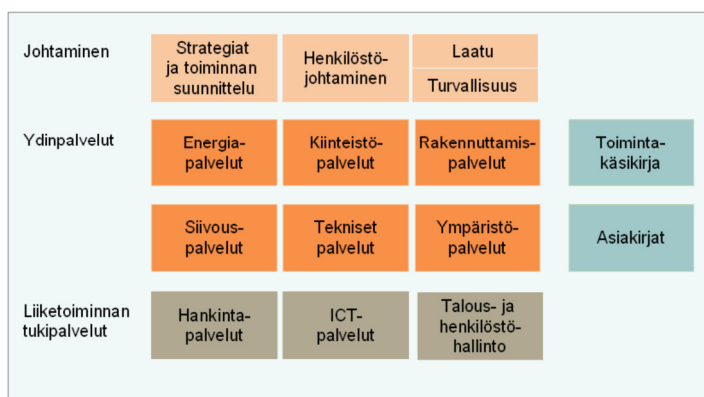 Johtaminen
Strategiat
ja toiminnan
suunnittelu
Henkilöstö-
johtaminen
Laatu
Turvallisuus
Ydinpalvelut
Energia-
palvelut
Kiinteistö-
palvelut
Rakennuttamis-
palvelut
Toiminta-
käsikirja
Siivous-
palvelut
Tekniset
palvelut
Ympäristö-
palvelut
Asiakirjat
Liiketoiminnan
tukipalvelut
Hankinta-
palvelut
ICT-
palvelut
Talous- ja
henkilöstö-
hallinto